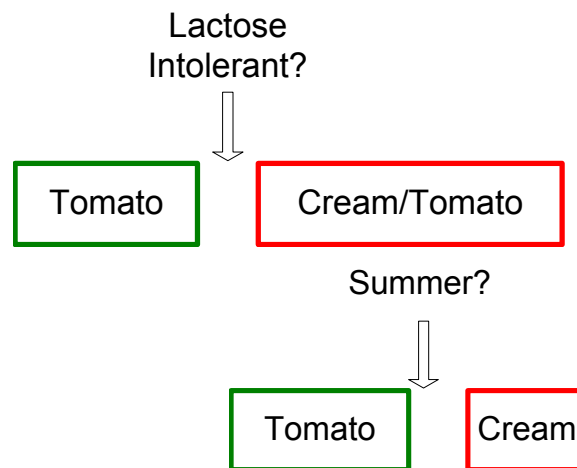 Lactose
Intolerant?
Tomato
Cream/Tomato
Summer?
Tomato
Cream